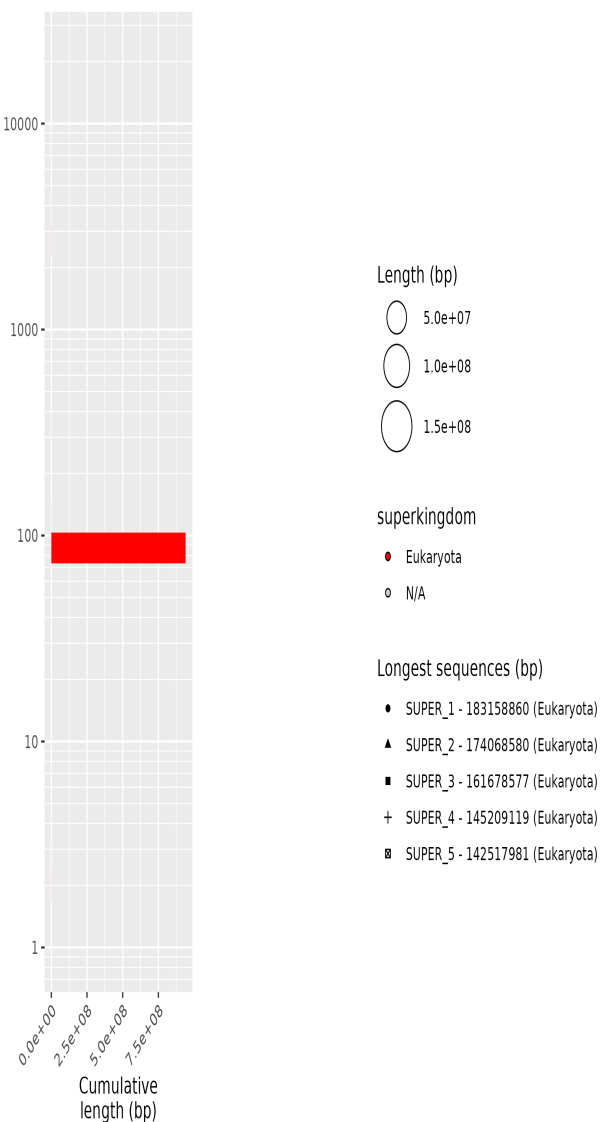 10000
1000
100
10
1
0.0e+00
2.5e+08
5.0e+08
7.5e+08
Cumulative
length (bp)
Length (bp)
5.0e+07
1.0e+08
1.5e+08
superkingdom
Eukaryota
N/A
Longest sequences (bp)
SUPER_1 - 183158860 (Eukaryota)
SUPER_2 - 174068580 (Eukaryota)
SUPER_3 - 161678577 (Eukaryota)
SUPER_4 - 145209119 (Eukaryota)
SUPER_5 - 142517981 (Eukaryota)